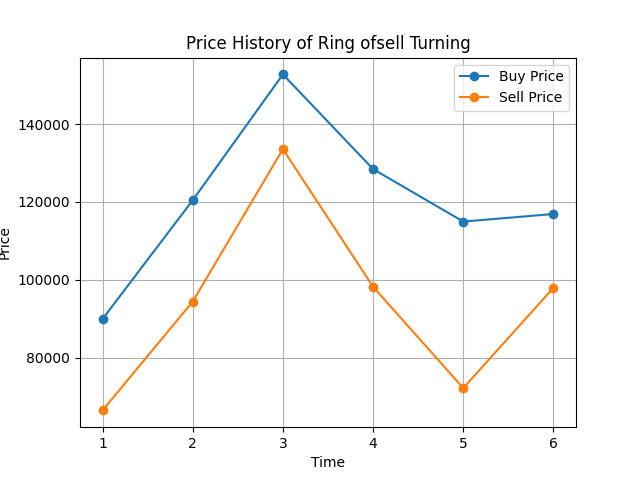 Price History of Ring ofsell Turning
Buy Price
Sell Price
Price
140000
120000
100000
80000
1 2 3 4 5 6
Time